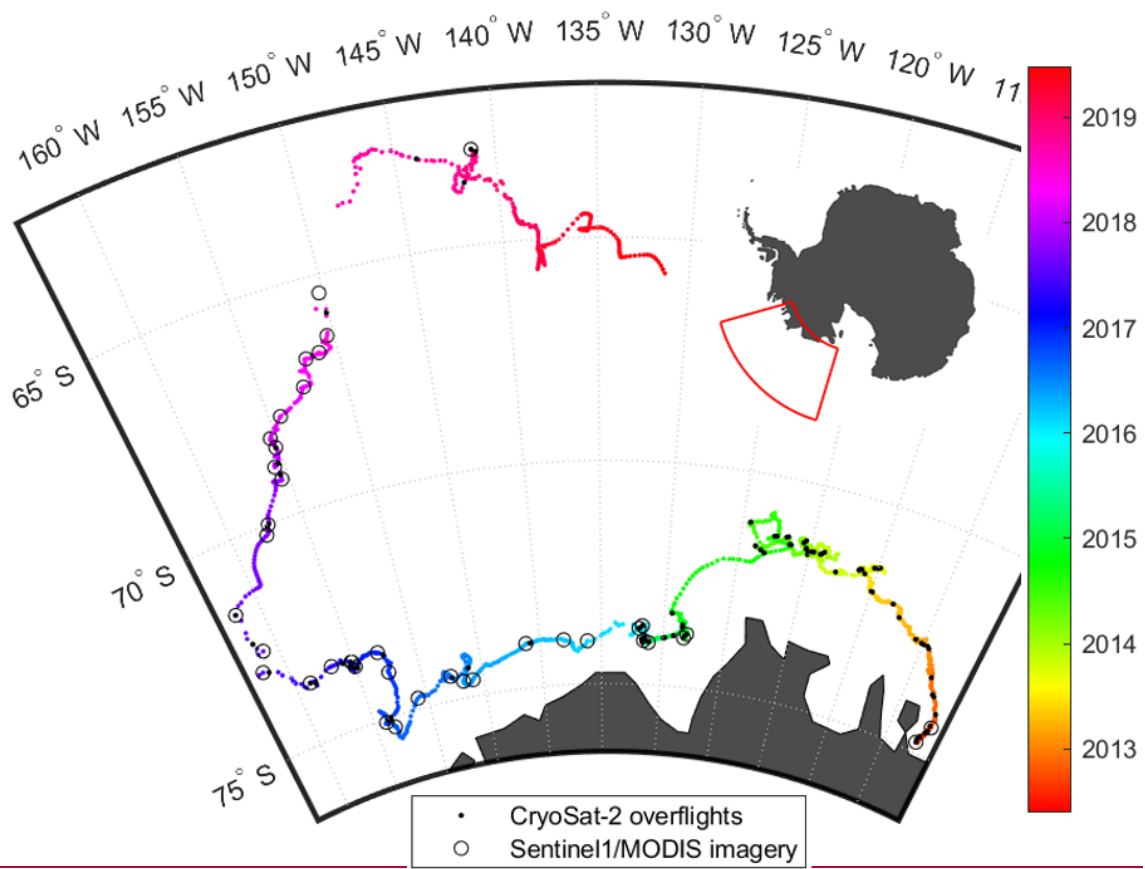 160° W
155° W
150° W
145° W
140° W
135° W
130° W
125° W
120° W
11
65° S
70° S
75° S
2019
2018
2017
2016
2015
2014
2013
CryoSat-2 overflights
Sentinel1/MODIS imagery